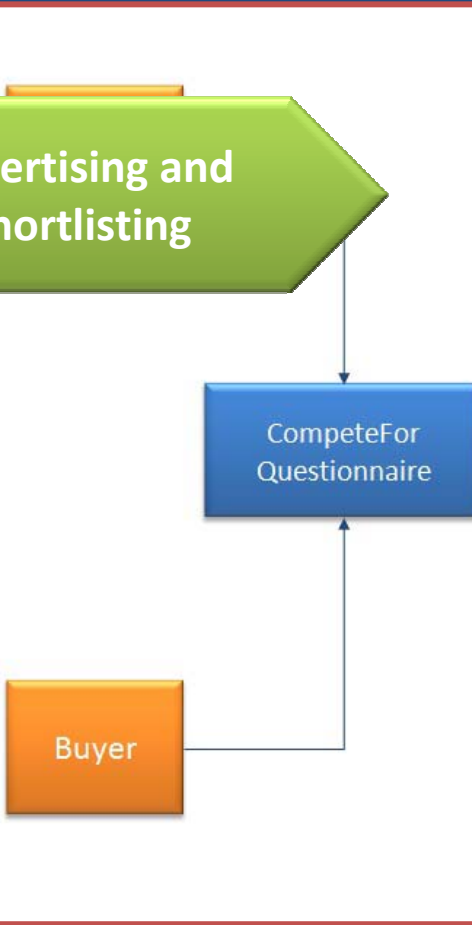 ertising and
hortlisting
CompeteFor
Questionnaire
Buyer